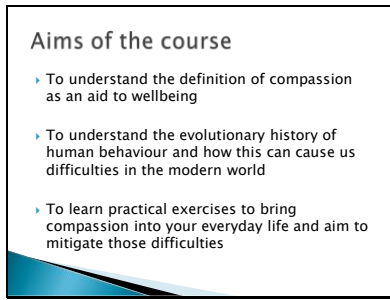 Aims of the course
To understand the definition of compassion
as an aid to wellbeing
To understand the evolutionary history of
human behaviour and how this can cause us
difficulties in the modern world
To learn practical exercises to bring
compassion into your everyday life and aim to
mitigate those difficulties